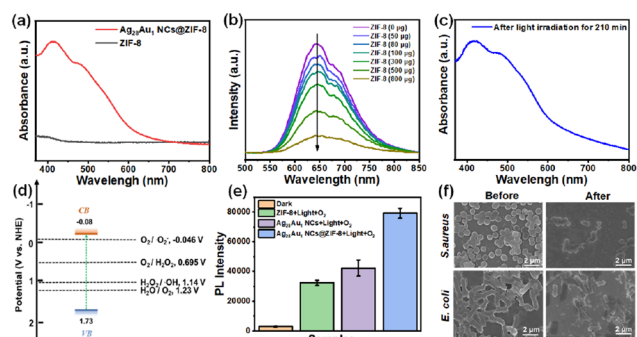 (a)
Ag₂₈Au₁ NCs@ZIF-8
ZIF-8
Absorbance (a.u.)
400 500 600 700 800
Wavelength (nm)
(b)
ZIF-8 (0 μg)
ZIF-8 (50 μg)
ZIF-8 (80 μg)
ZIF-8 (100 μg)
ZIF-8 (300 μg)
ZIF-8 (500 μg)
ZIF-8 (800 μg)
Intensity (a.u.)
500 550 600 650 700 750 800 850
Wavelength (nm)
(c)
After light irradiation for 210 min
Absorbance (a.u.)
400 500 600 700 800
Wavelengh (nm)
(d)
Potential (V vs. NHE)
-1
0
1
2
CB
-0.08
O₂/·O₂⁻, -0.046 V
O₂/ H₂O₂, 0.695 V
H₂O₂/ ·OH, 1.14 V
H₂O/ O₂, 1.23 V
1.73
VB
(e)
PL Intensity
80000
60000
40000
20000
0
Dark
ZIF-8+Light+O₂
Ag₂₈Au₁ NCs+Light+O₂
Ag₂₈Au₁ NCs@ZIF-8+Light+O₂
(f)
Before After
S.aureus
2 μm
2 μm
E. coli
2 μm
2 μm